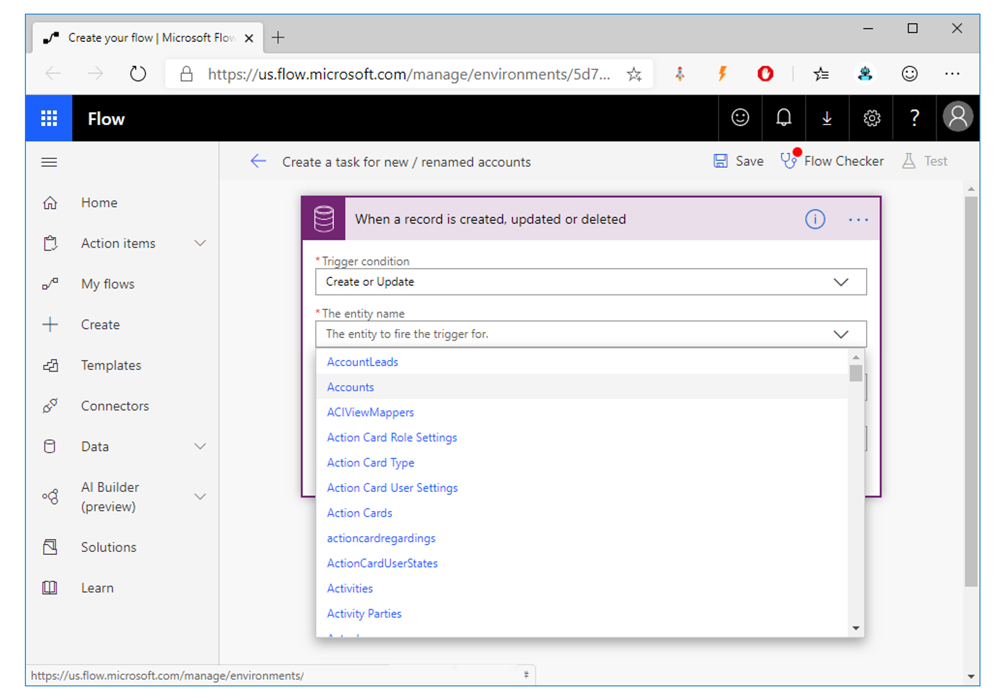 Create your flow | Microsoft Flow
https://us.flow.microsoft.com/manage/environments/5d7...
Flow
?
Create a task for new / renamed accounts
Save
Flow Checker
Test
Home
Action items
My flows
Create
Templates
Connectors
Data
AI Builder
(preview)
Solutions
Learn
When a record is created, updated or deleted
* Trigger condition
Create or Update
* The entity name
The entity to fire the trigger for.
AccountLeads
Accounts
ACIViewMappers
Action Card Role Settings
Action Card Type
Action Card User Settings
Action Cards
actioncardregardings
ActionCardUserStates
Activities
Activity Parties
https://us.flow.microsoft.com/manage/environments/